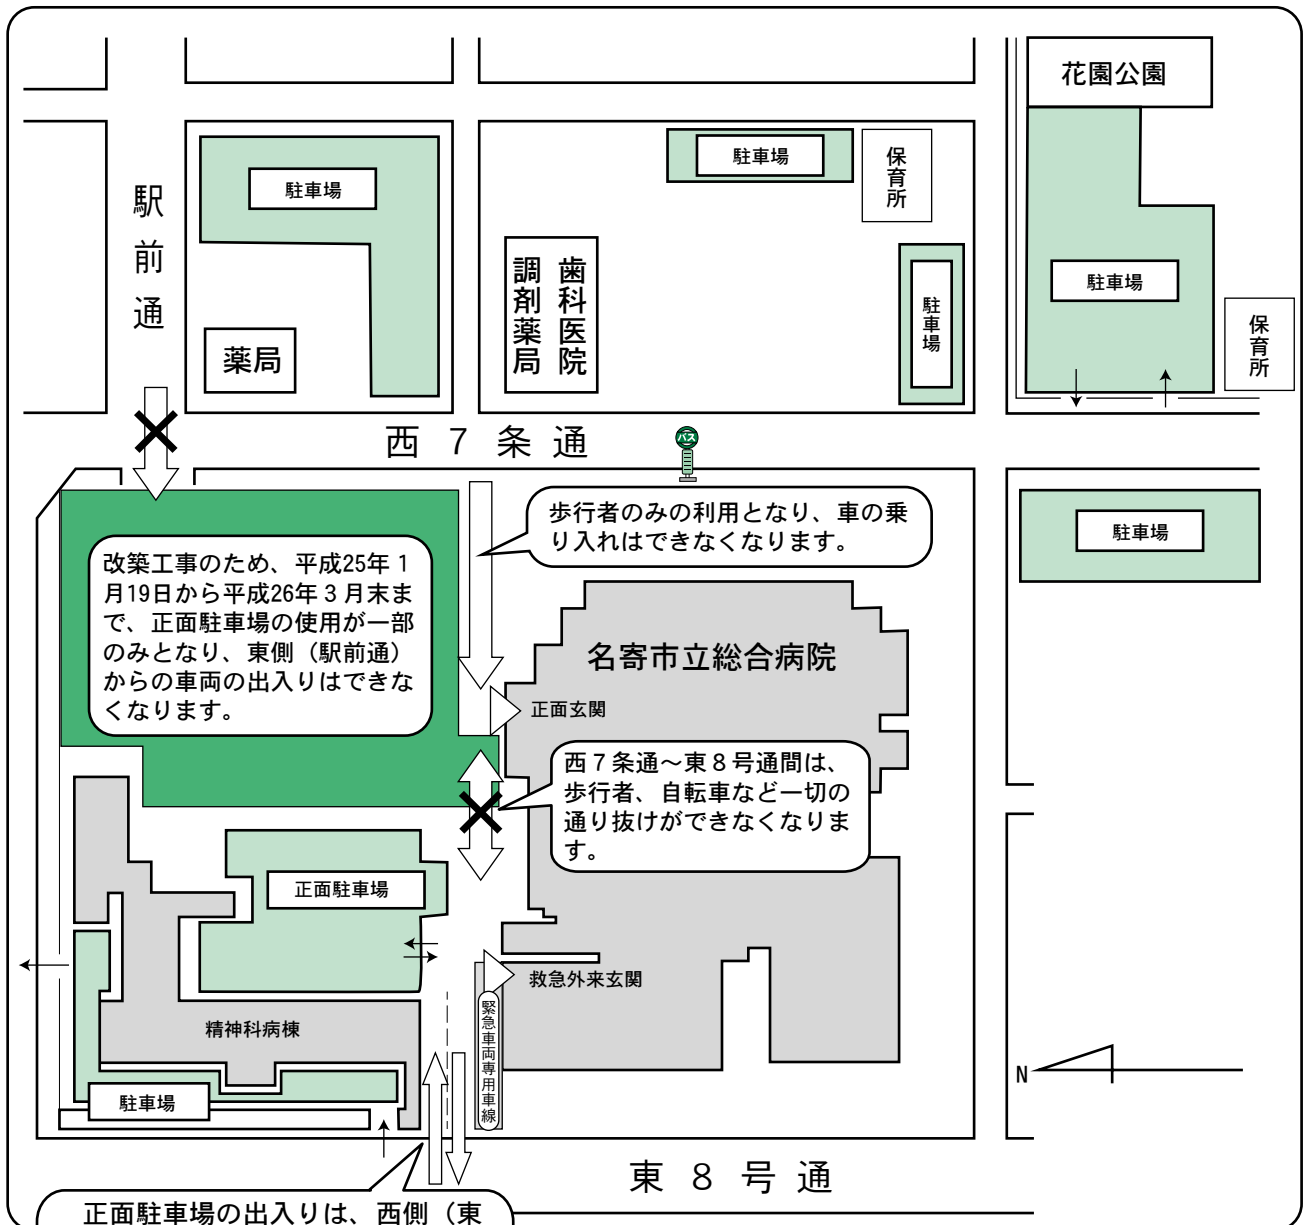 花園公園
駐車場
保育所
駐車場
駅前通
歯科医院
調剤薬局
駐車場
駐車場
保育所
薬局
西７条通
バス
歩行者のみの利用となり、車の乗
り入れはできなくなります。
駐車場
改築工事のため、平成25年１
月19日から平成26年３月末ま
で、正面駐車場の使用が一部
のみとなり、東側（駅前通）
からの車両の出入りはできな
くなります。
名寄市立総合病院
正面玄関
西７条通～東８号通間は、
歩行者、自転車など一切の
通り抜けができなくなりま
す。
正面駐車場
救急外来玄関
緊急車両専用車線
精神科病棟
N
駐車場
東８号通
正面駐車場の出入りは、西側（東